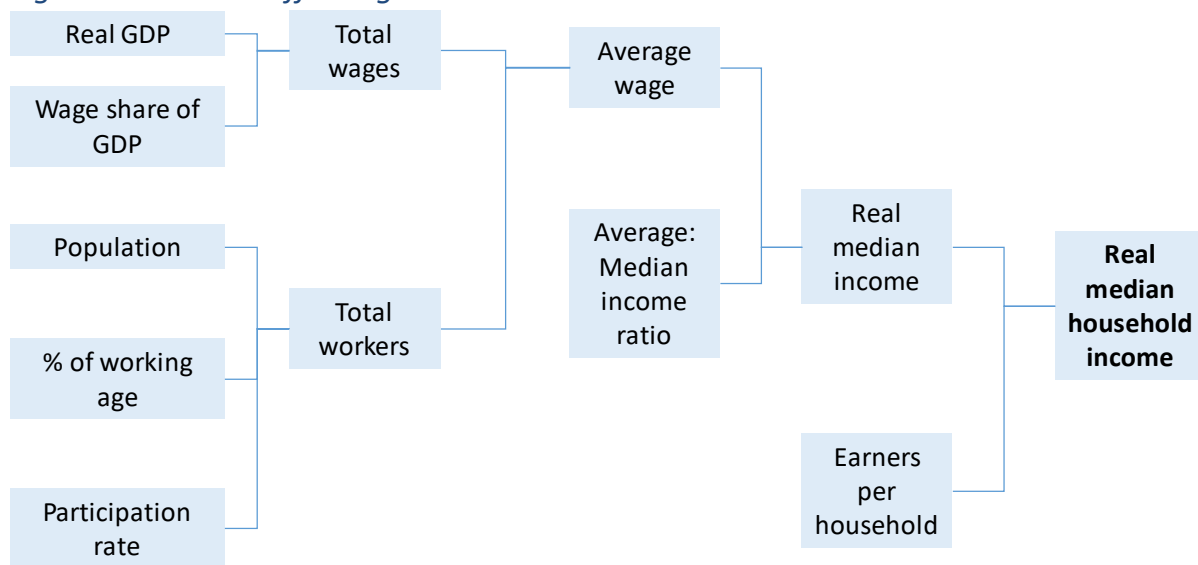 Real GDP
Wage share of
GDP
Population
% of working
age
Participation
rate
Total
wages
Total
workers
Average
wage
Average:
Median
income
ratio
Real
median
income
Earners
per
household
Real
median
household
income